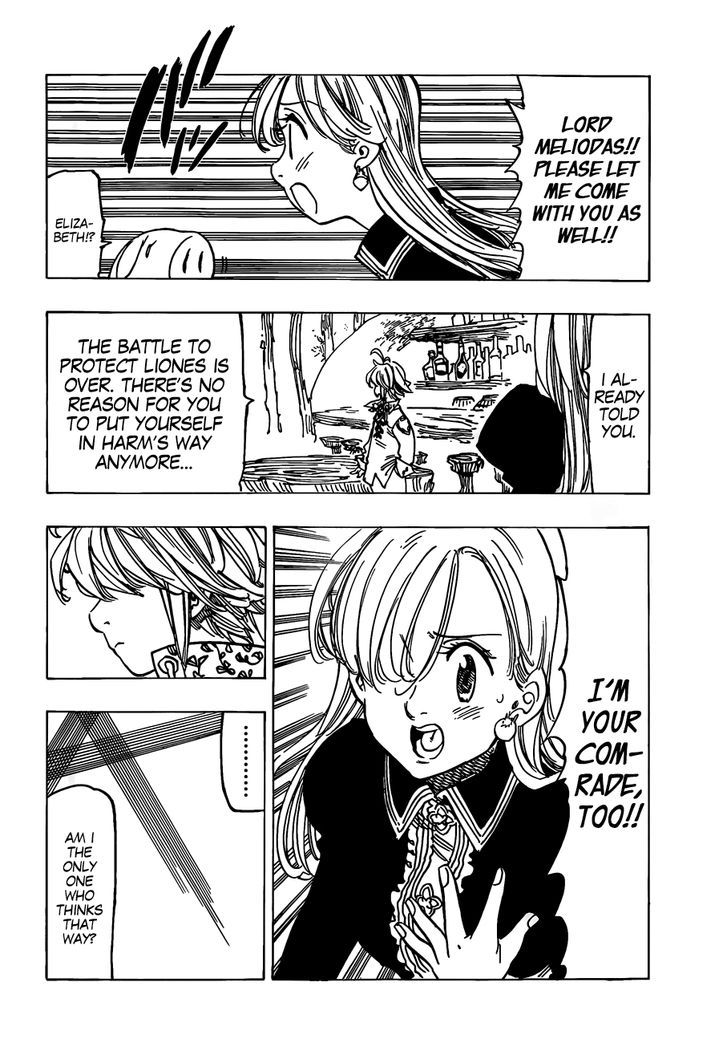 LORD
MELIODAS!!
PLEASE LET
ME COME
WITH YOU AS
WELL!!
ELIZA-
BETH!?
I AL-
READY
TOLD
YOU.
THE BATTLE TO
PROTECT LIONES IS
OVER. THERE'S NO
REASON FOR YOU
TO PUT YOURSELF
IN HARM'S WAY
ANYMORE...
I'M
YOUR
COM-
RADE,
TOO!!
.........
AM I
THE
ONLY
ONE
WHO
THINKS
THAT
WAY?